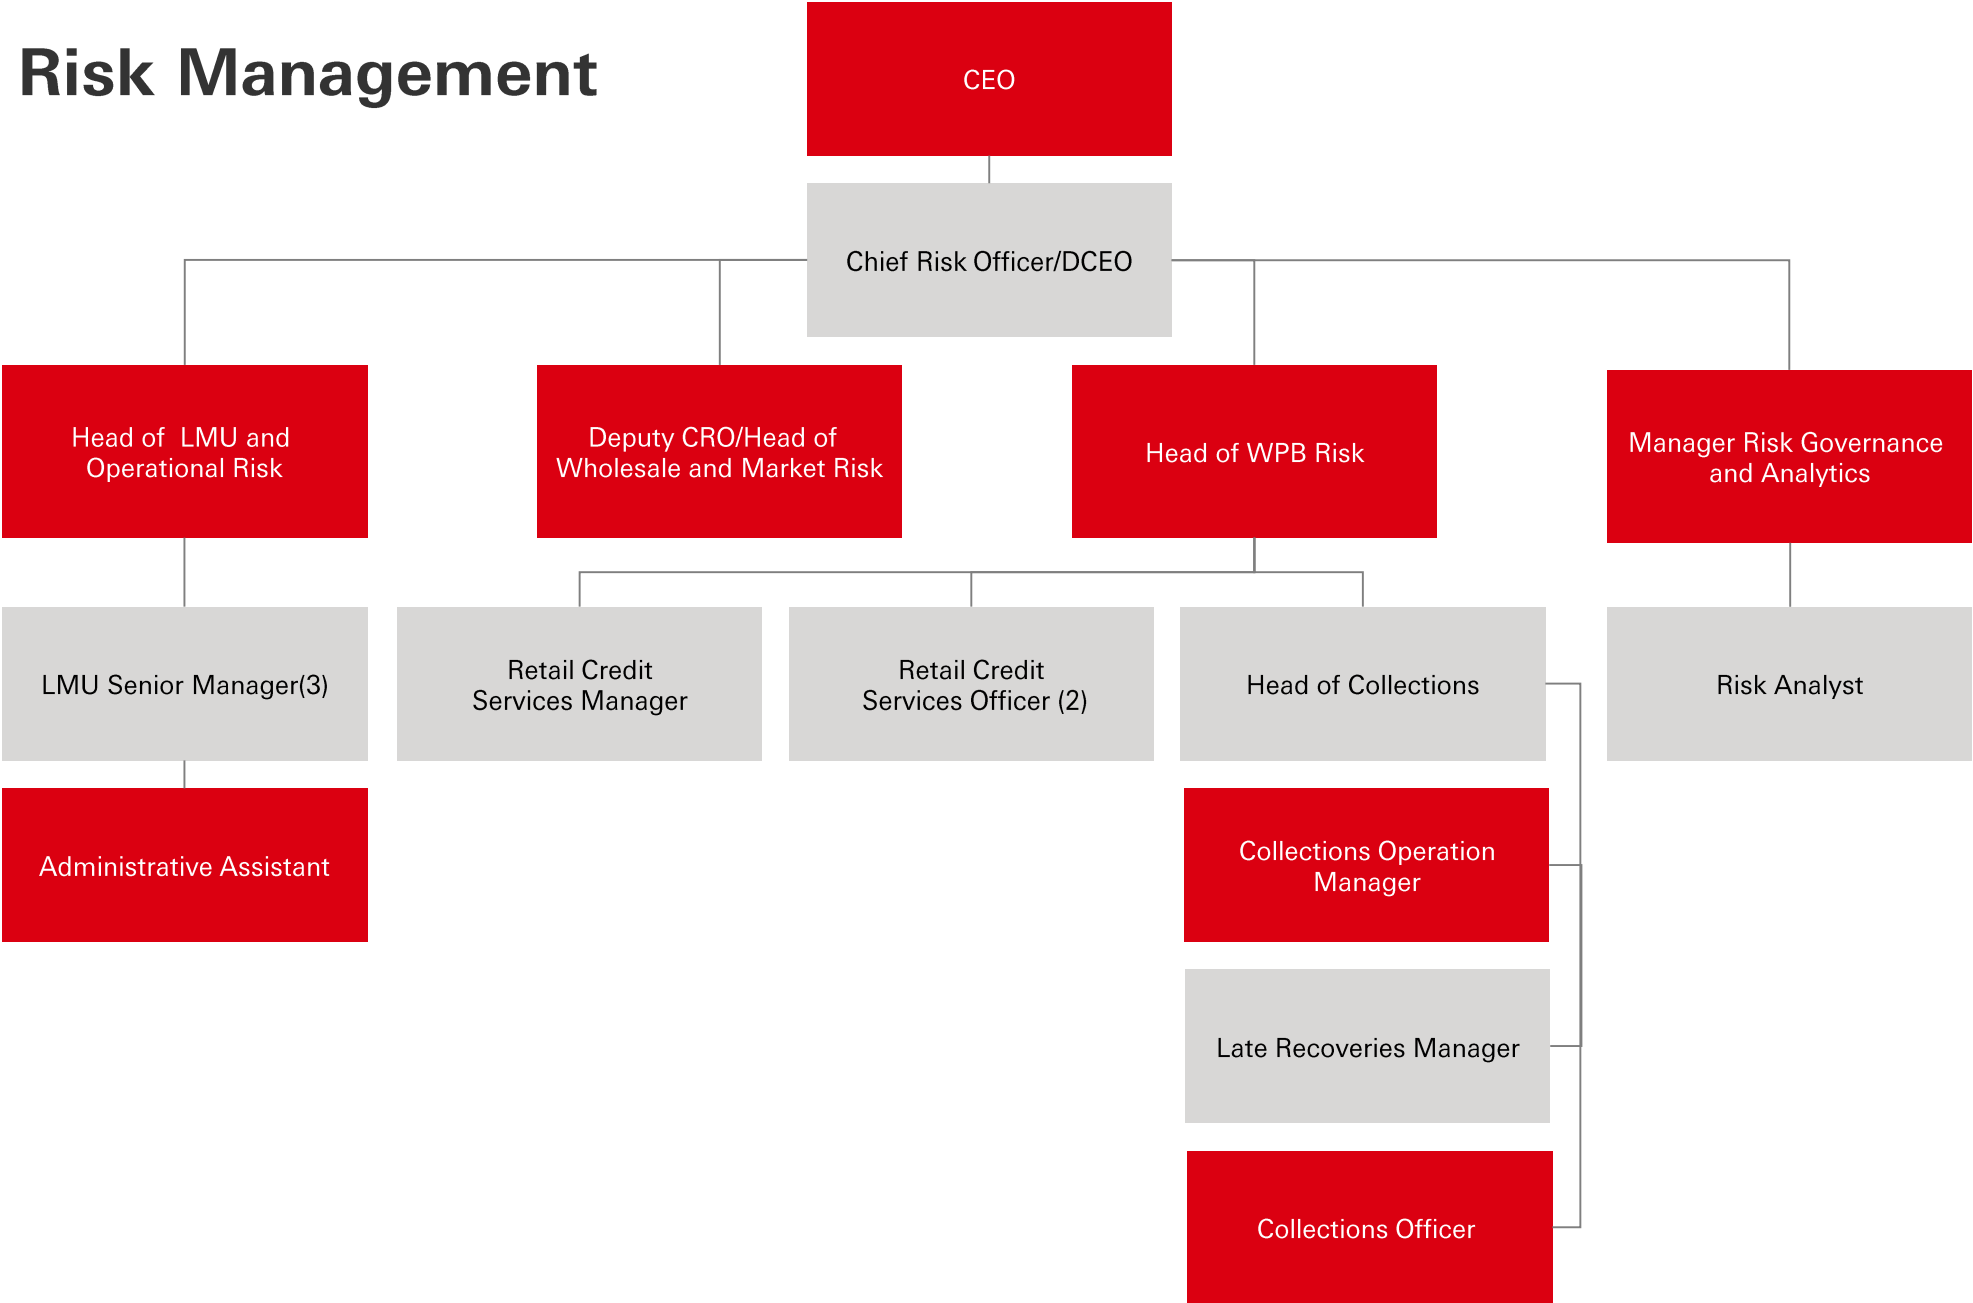 Risk Management
CEO
Chief Risk Officer/DCEO
Head of  LMU and
Operational Risk
Deputy CRO/Head of
Wholesale and Market Risk
Head of WPB Risk
Manager Risk Governance
and Analytics
LMU Senior Manager(3)
Retail Credit
Services Manager
Retail Credit
Services Officer (2)
Head of Collections
Risk Analyst
Administrative Assistant
Collections Operation
Manager
Late Recoveries Manager
Collections Officer